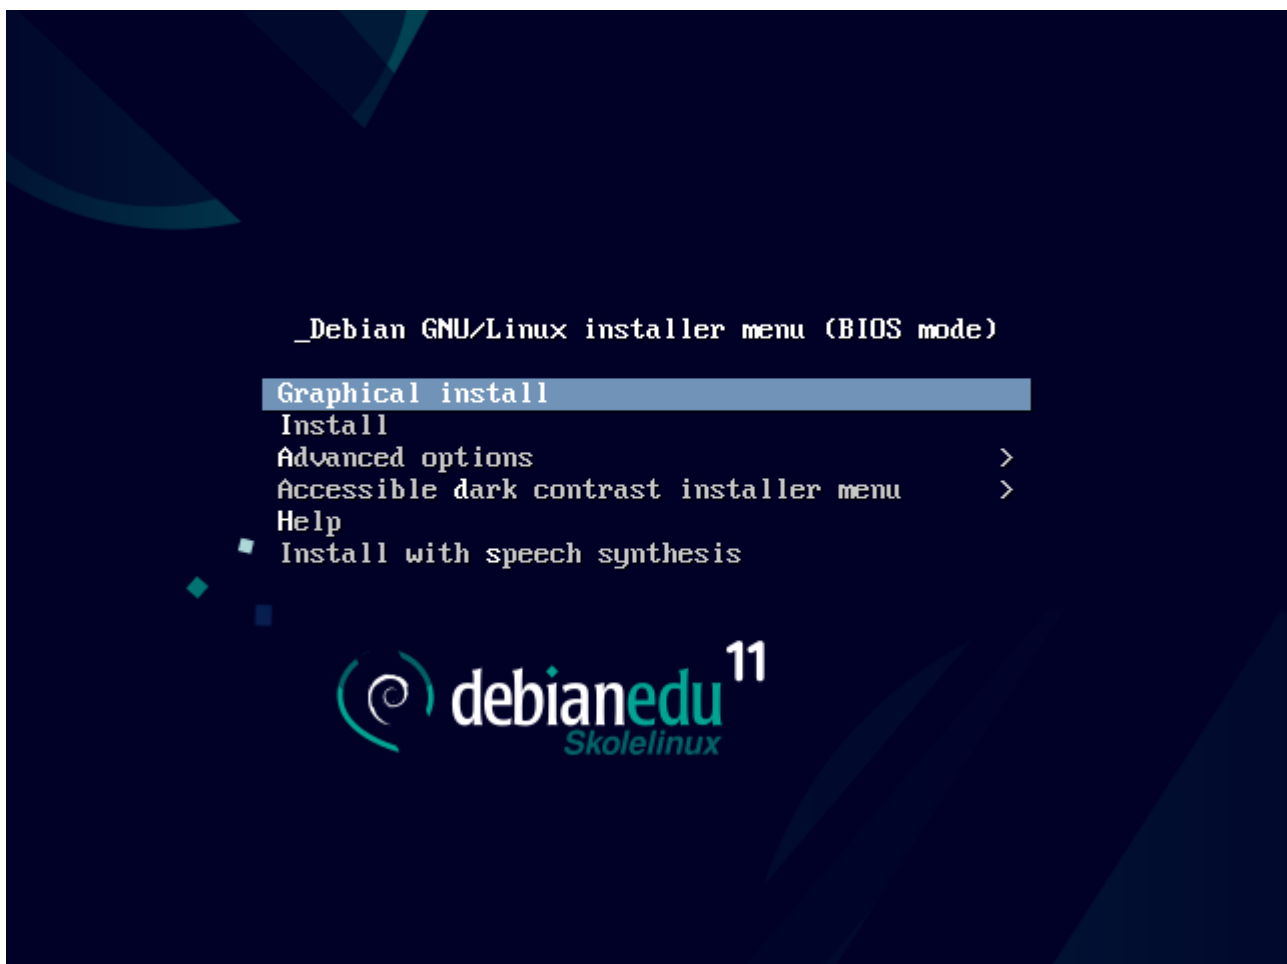 _Debian GNU/Linux installer menu (BIOS mode)
Graphical install
Install
Advanced options >
Accessible dark contrast installer menu >
Help
Install with speech synthesis
debianedu 11
Skolelinux